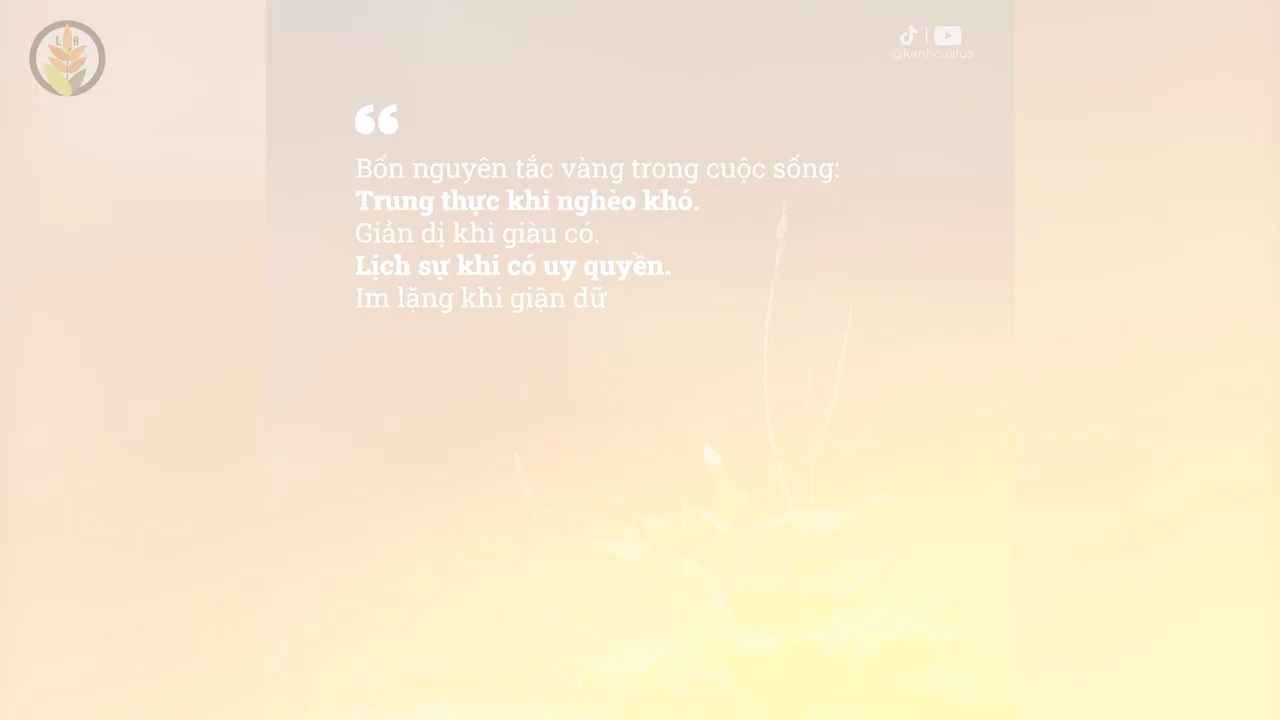 L A
@kenhcualua
Bốn nguyên tắc vàng trong cuộc sống:
Trung thực khi nghèo khó.
Giản dị khi giàu có.
Lịch sự khi có uy quyền.
Im lặng khi giận dữ